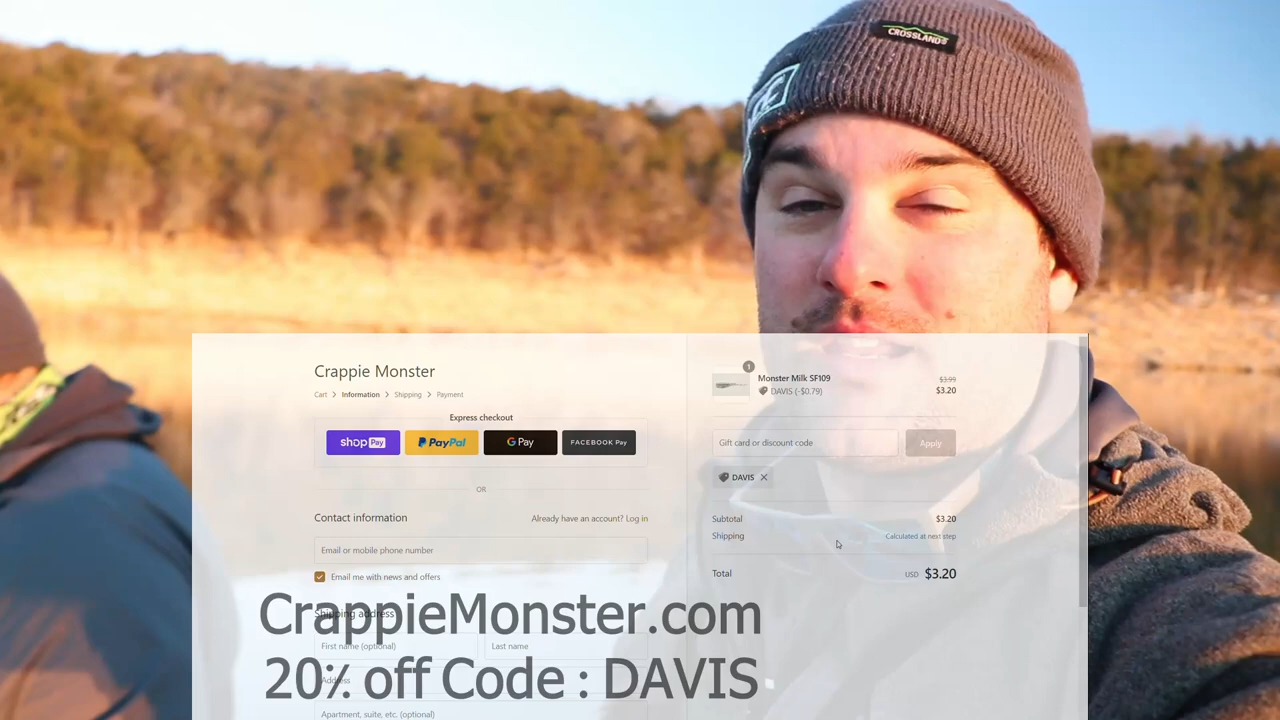 CROSSLAND
Crappie Monster
Cart > Information > Shipping > Payment
Express checkout
shop Pay
PayPal
G Pay
FACEBOOK Pay
OR
Contact information
Already have an account? Log in
Email or mobile phone number
Email me with news and offers
Shipping address
First name (optional)
Last name
Address
Apartment, suite, etc. (optional)
1
Monster Milk SF109
$3.99
DAVIS (-$0.79)
$3.20
Gift card or discount code
Apply
DAVIS
Subtotal
$3.20
Shipping
Calculated at next step
Total
USD $3.20
CrappieMonster.com
20% off Code : DAVIS